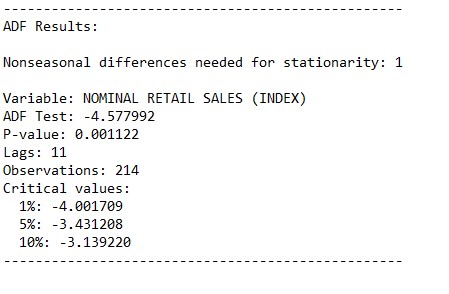 --------------------------------------------------
ADF Results:
Nonseasonal differences needed for stationarity: 1
Variable: NOMINAL RETAIL SALES (INDEX)
ADF Test: -4.577992
P-value: 0.001122
Lags: 11
Observations: 214
Critical values:
1%: -4.001709
5%: -3.431208
10%: -3.139220
--------------------------------------------------